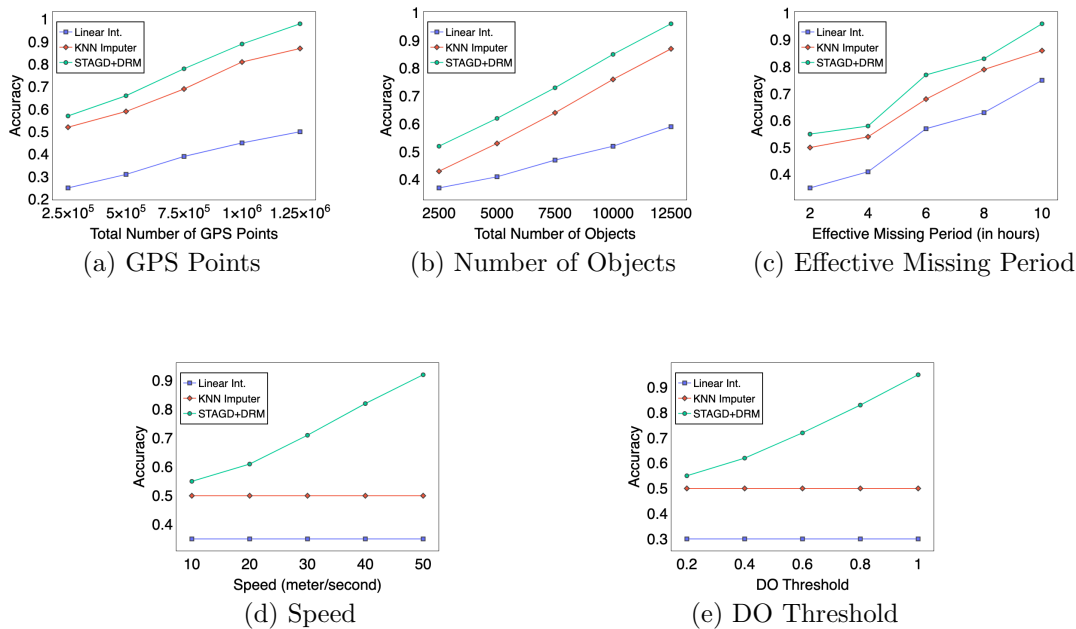 1
0.9
0.8
0.7
0.6
0.5
0.4
0.3
0.2
Accuracy
Linear Int.
KNN Imputer
STAGD+DRM
2.5×10⁵ 5×10⁵ 7.5×10⁵ 1×10⁶ 1.25×10⁶
Total Number of GPS Points
(a) GPS Points
1
0.9
0.8
0.7
0.6
0.5
0.4
Accuracy
Linear Int.
KNN Imputer
STAGD+DRM
2500 5000 7500 10000 12500
Total Number of Objects
(b) Number of Objects
1
0.9
0.8
0.7
0.6
0.5
0.4
Accuracy
Linear Int.
KNN Imputer
STAGD+DRM
2 4 6 8 10
Effective Missing Period (in hours)
(c) Effective Missing Period
0.9
0.8
0.7
0.6
0.5
0.4
Accuracy
Linear Int.
KNN Imputer
STAGD+DRM
10 20 30 40 50
Speed (meter/second)
(d) Speed
0.9
0.8
0.7
0.6
0.5
0.4
0.3
Accuracy
Linear Int.
KNN Imputer
STAGD+DRM
0.2 0.4 0.6 0.8 1
DO Threshold
(e) DO Threshold